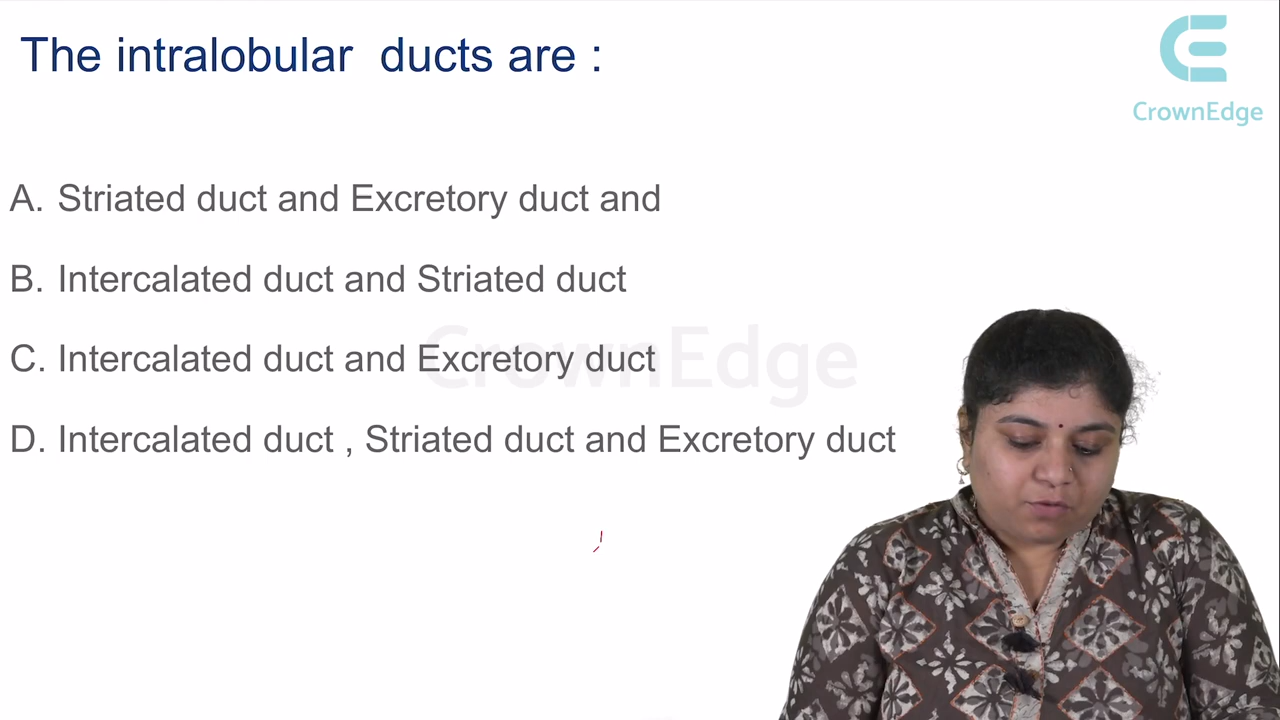 The intralobular ducts are :
CrownEdge
A. Striated duct and Excretory duct and
B. Intercalated duct and Striated duct
C. Intercalated duct and Excretory duct
CrownEdge
D. Intercalated duct , Striated duct and Excretory duct